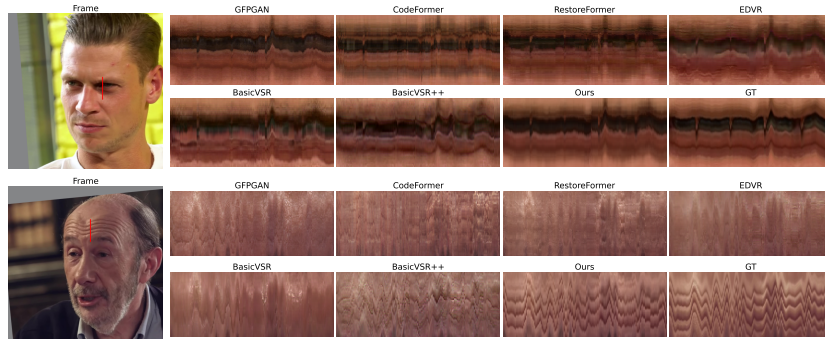 Frame
GFPGAN CodeFormer RestoreFormer EDVR
BasicVSR BasicVSR++ Ours GT
Frame
GFPGAN CodeFormer RestoreFormer EDVR
BasicVSR BasicVSR++ Ours GT